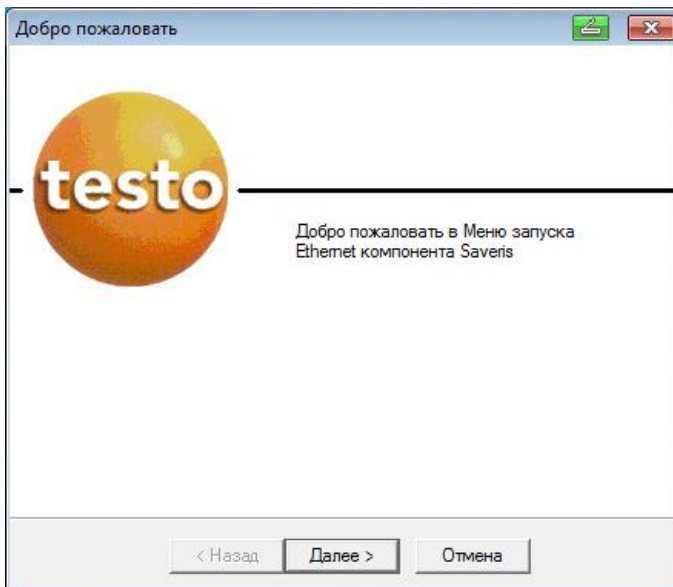 Добро пожаловать
testo
Добро пожаловать в Меню запуска
Ethernet компонента Saveris
< Назад
Далее >
Отмена